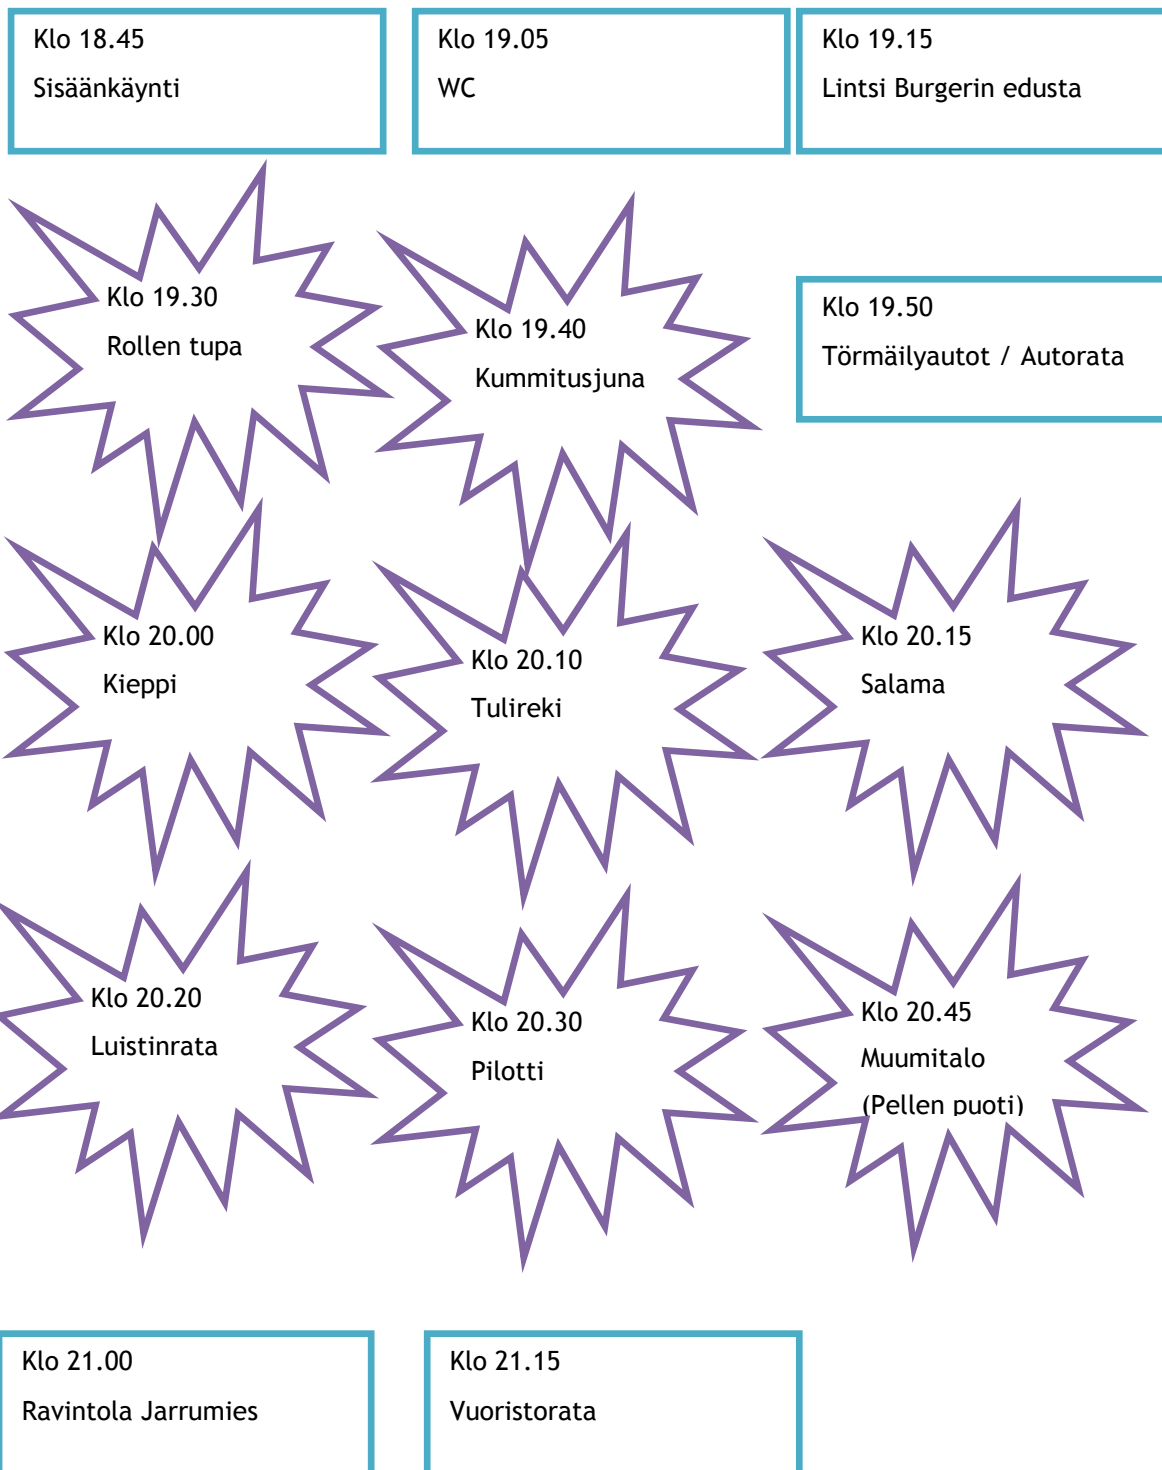 Klo 18.45
Sisäänkäynti
Klo 19.05
WC
Klo 19.15
Lintsi Burgerin edusta
Klo 19.30
Rollen tupa
Klo 19.40
Kummitusjuna
Klo 19.50
Törmäilyautot / Autorata
Klo 20.00
Kieppi
Klo 20.10
Tulireki
Klo 20.15
Salama
Klo 20.20
Luistinrata
Klo 20.30
Pilotti
Klo 20.45
Muumitalo
(Pellen puoti)
Klo 21.00
Ravintola Jarrumies
Klo 21.15
Vuoristorata